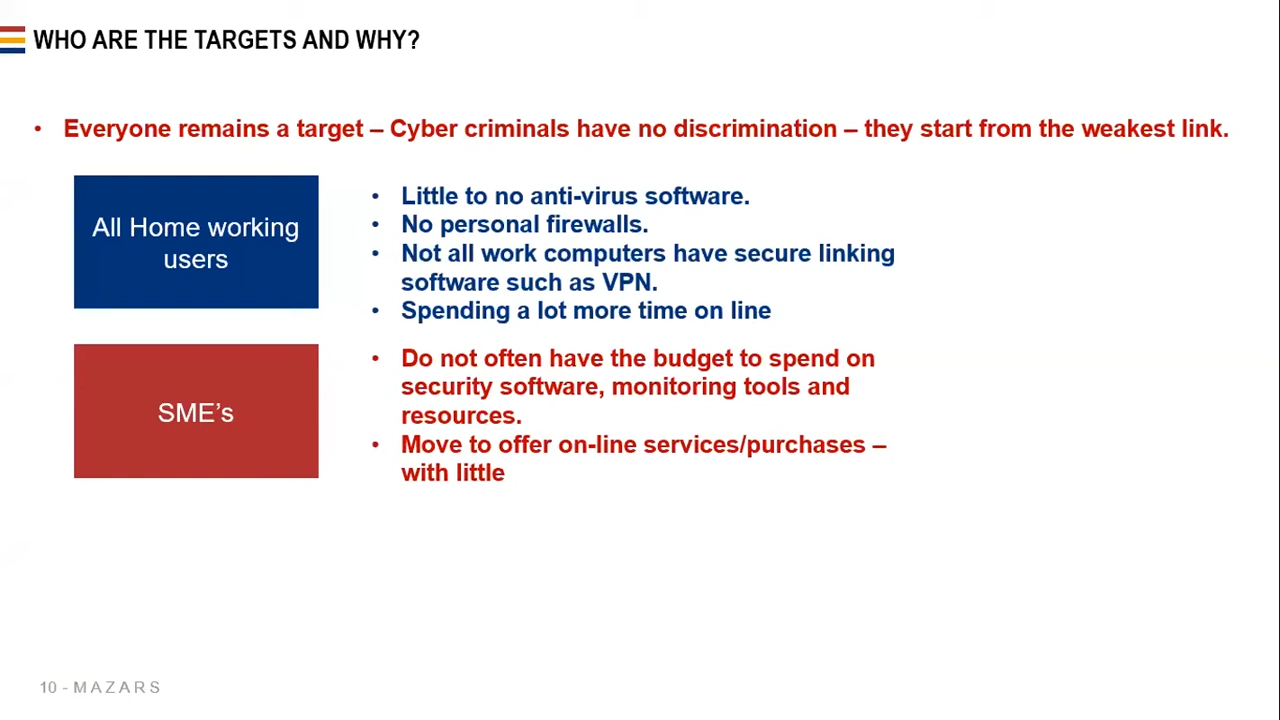 WHO ARE THE TARGETS AND WHY?
• Everyone remains a target – Cyber criminals have no discrimination – they start from the weakest link.
All Home working
users
• Little to no anti-virus software.
• No personal firewalls.
• Not all work computers have secure linking
software such as VPN.
• Spending a lot more time on line
SME’s
• Do not often have the budget to spend on
security software, monitoring tools and
resources.
• Move to offer on-line services/purchases –
with little
10 - MAZARS